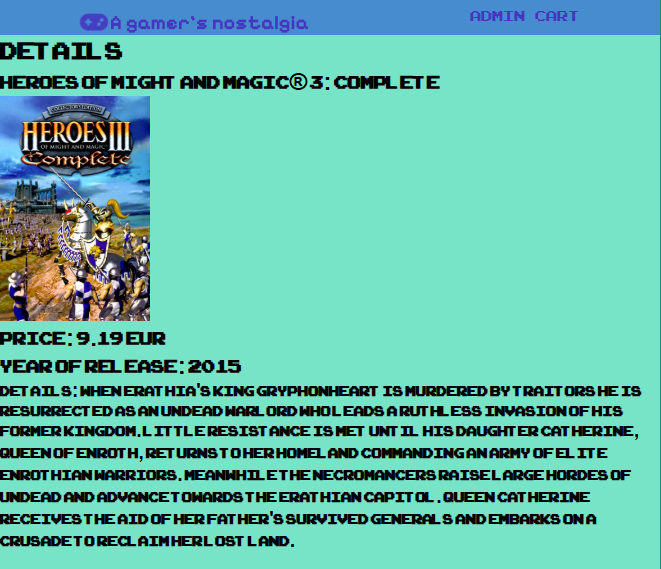 A gamer's nostalgia
ADMIN CART
DETAILS
HEROES OF MIGHT AND MAGIC® 3: COMPLETE
HEROES III
OF MIGHT AND MAGIC
Complete
PRICE: 9.19 EUR
YEAR OF RELEASE: 2015
DETAILS: WHEN ERATHIA'S KING GRYPHONHEART IS MURDERED BY TRAITORS HE IS
RESURRECTED AS AN UNDEAD WARLORD WHO LEADS A RUTHLESS INVASION OF HIS
FORMER KINGDOM. LITTLE RESISTANCE IS MET UNTIL HIS DAUGHTER CATHERINE,
QUEEN OF ENROTH, RETURNS TO HER HOMELAND COMMANDING AN ARMY OF ELITE
ENROTHIAN WARRIORS. MEANWHILE THE NECROMANCERS RAISE LARGE HORDES OF
UNDEAD AND ADVANCE TOWARDS THE ERATHIAN CAPITOL. QUEEN CATHERINE
RECEIVES THE AID OF HER FATHER'S SURVIVED GENERALS AND EMBARKS ON A
CRUSADE TO RECLAIM HER LOST LAND.